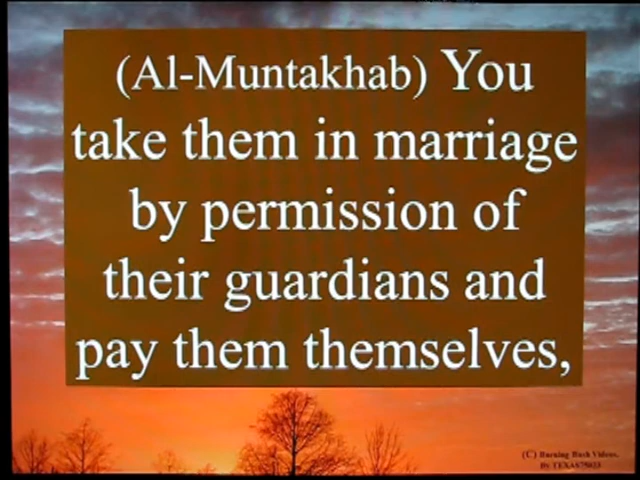 (Al-Muntakhab) You
take them in marriage
by permission of
their guardians and
pay them themselves,
(C) Burning Bush Videos.
By TEXAS75033